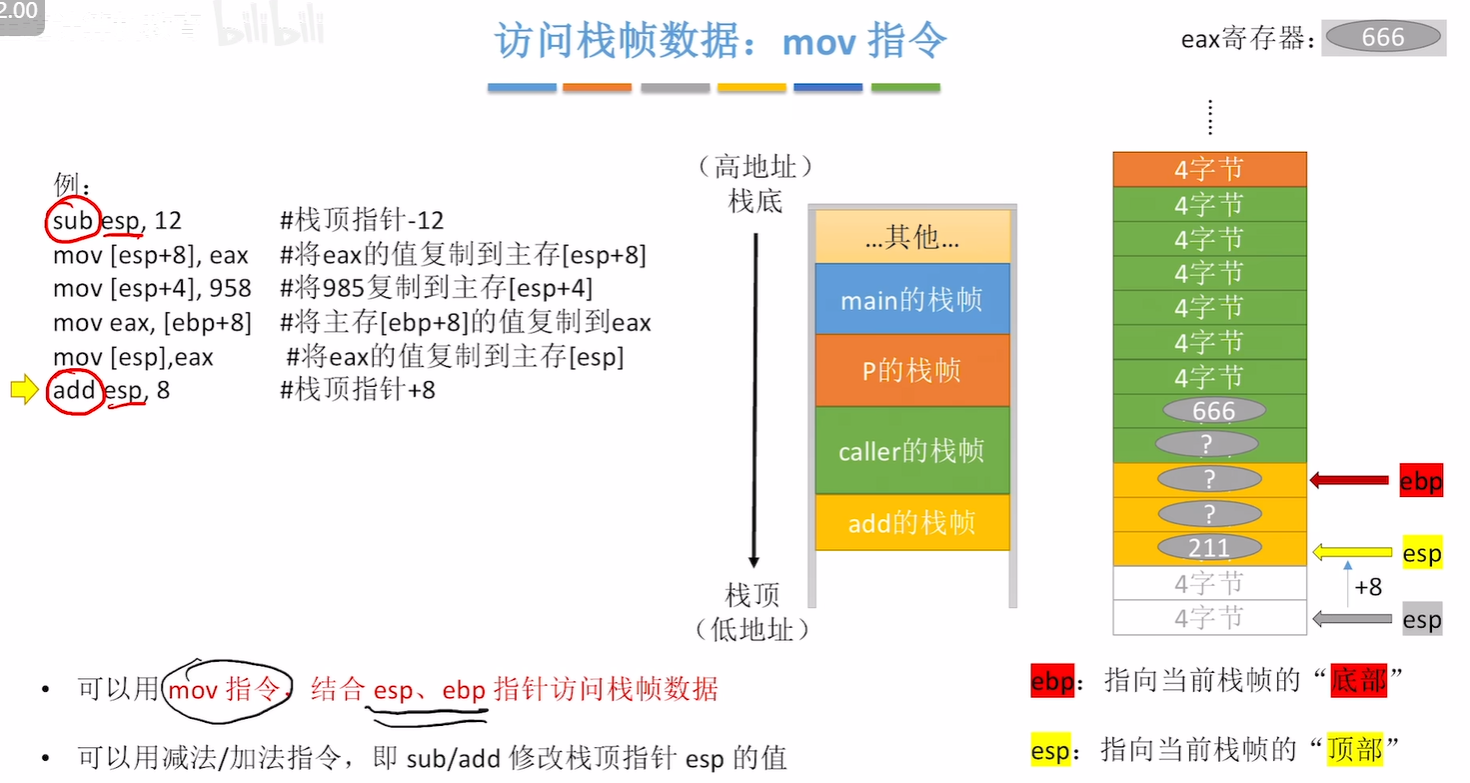 2.00
bilibili
访问栈帧数据：mov 指令
eax寄存器：
666
例：
sub esp, 12 #栈顶指针-12
mov [esp+8], eax #将eax的值复制到主存[esp+8]
mov [esp+4], 958 #将985复制到主存[esp+4]
mov eax, [ebp+8] #将主存[ebp+8]的值复制到eax
mov [esp],eax #将eax的值复制到主存[esp]
add esp, 8 #栈顶指针+8
（高地址）
栈底
...其他...
main的栈帧
P的栈帧
caller的栈帧
add的栈帧
栈顶
（低地址）
4字节
4字节
4字节
4字节
4字节
4字节
4字节
666
?
? ebp
?
211 esp
4字节 +8
4字节 esp
• 可以用 mov 指令，结合 esp、ebp 指针访问栈帧数据
• 可以用减法/加法指令，即 sub/add 修改栈顶指针 esp 的值
ebp：指向当前栈帧的“底部”
esp：指向当前栈帧的“顶部”